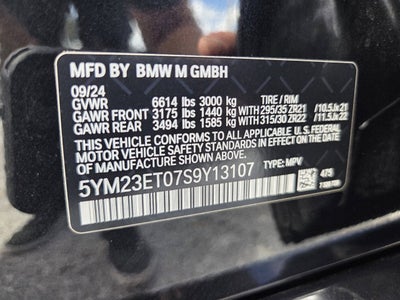 MFD BY BMW M GMBH
09/24
GVWR 6614 lbs 3000 kg TIRE / RIM
GAWR FRONT 3175 lbs 1440 kg 295/35 ZR21 /10.5Jx21
GAWR REAR 3494 lbs 1585 kg 315/30 ZR22 /11.5Jx22
THIS VEHICLE CONFORMS TO ALL APPLICABLE FEDERAL
MOTOR VEHICLE SAFETY STANDARDS IN EFFECT ON THE
DATE OF MANUFACTURE SHOWN ABOVE.
5YM23ET07S9Y13107 TYPE: MPV
475